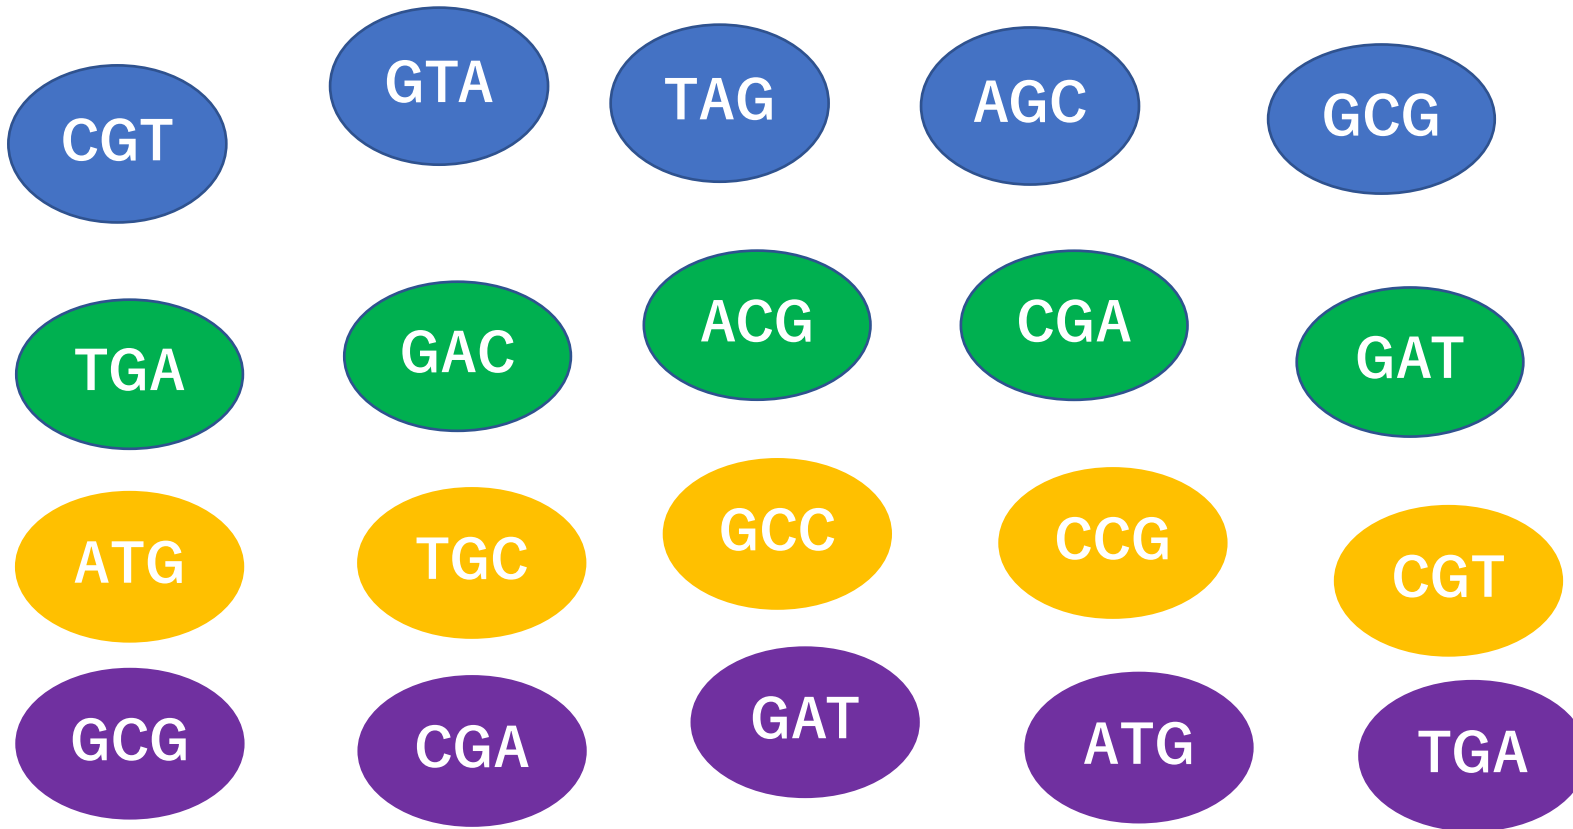 CGT GTA TAG AGC GCG
TGA GAC ACG CGA GAT
ATG TGC GCC CCG CGT
GCG CGA GAT ATG TGA